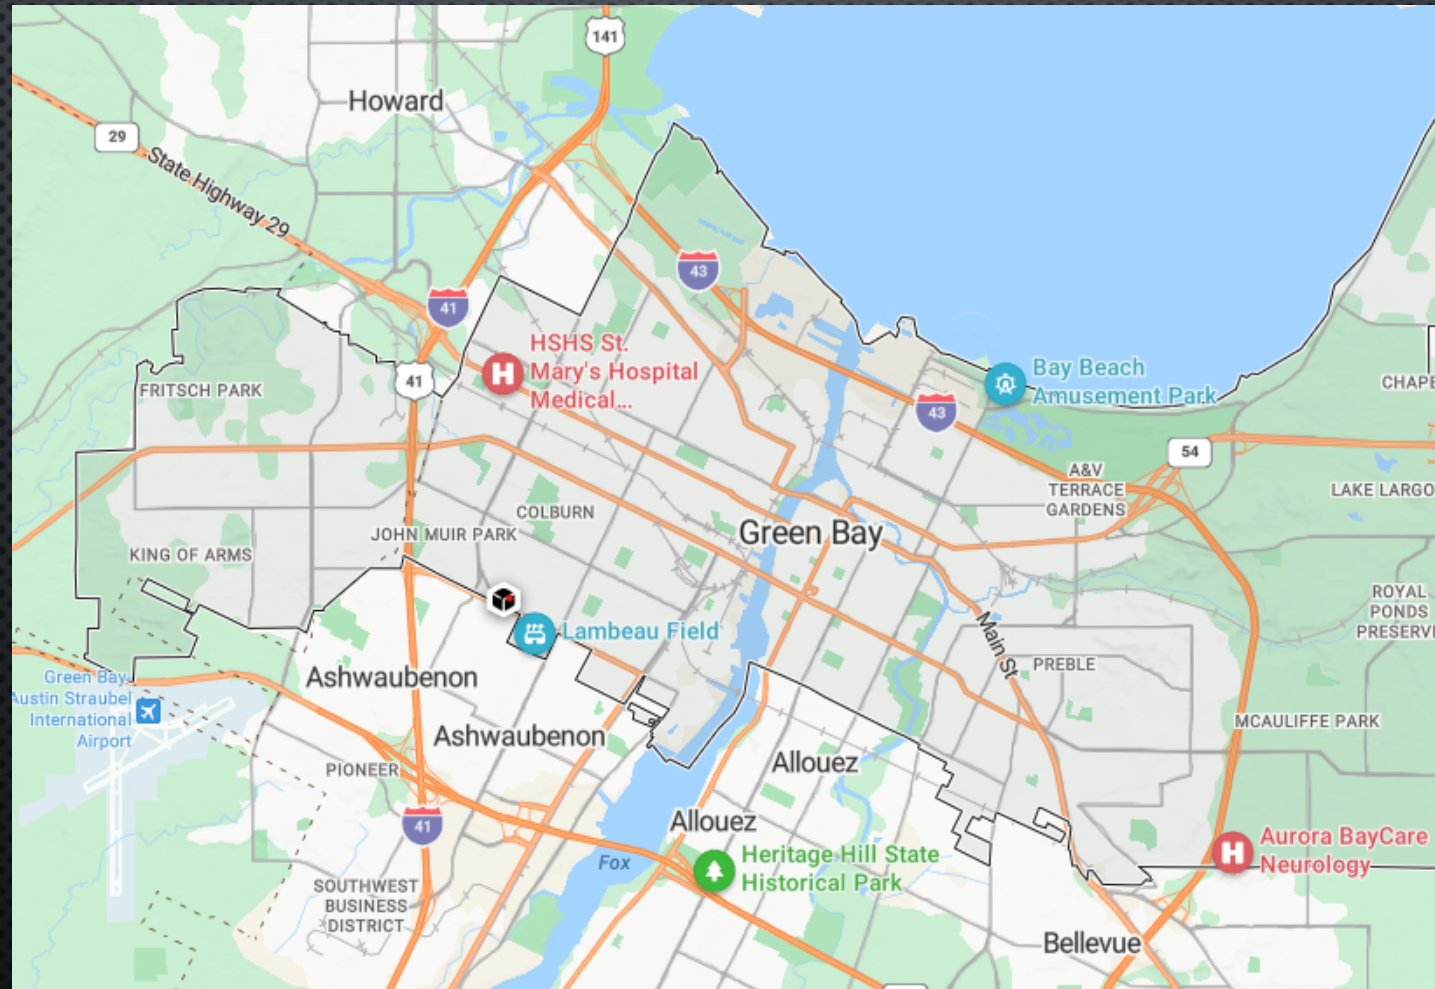 141
Howard
29
State Highway 29
43
41
HSHS St.
Mary's Hospital
Medical...
41
FRITSCH PARK
Bay Beach
Amusement Park
CHAPE
43
54
A&V
TERRACE
GARDENS
LAKE LARGO
COLBURN
JOHN MUIR PARK
Green Bay
KING OF ARMS
ROYAL
PONDS
PRESERV
Lambeau Field
Main St
PREBLE
Green Bay-
Austin Straubel
International
Airport
Ashwaubenon
MCAULIFFE PARK
Ashwaubenon
PIONEER
Allouez
Allouez
41
Fox
Heritage Hill State
Historical Park
Aurora BayCare
Neurology
SOUTHWEST
BUSINESS
DISTRICT
Bellevue